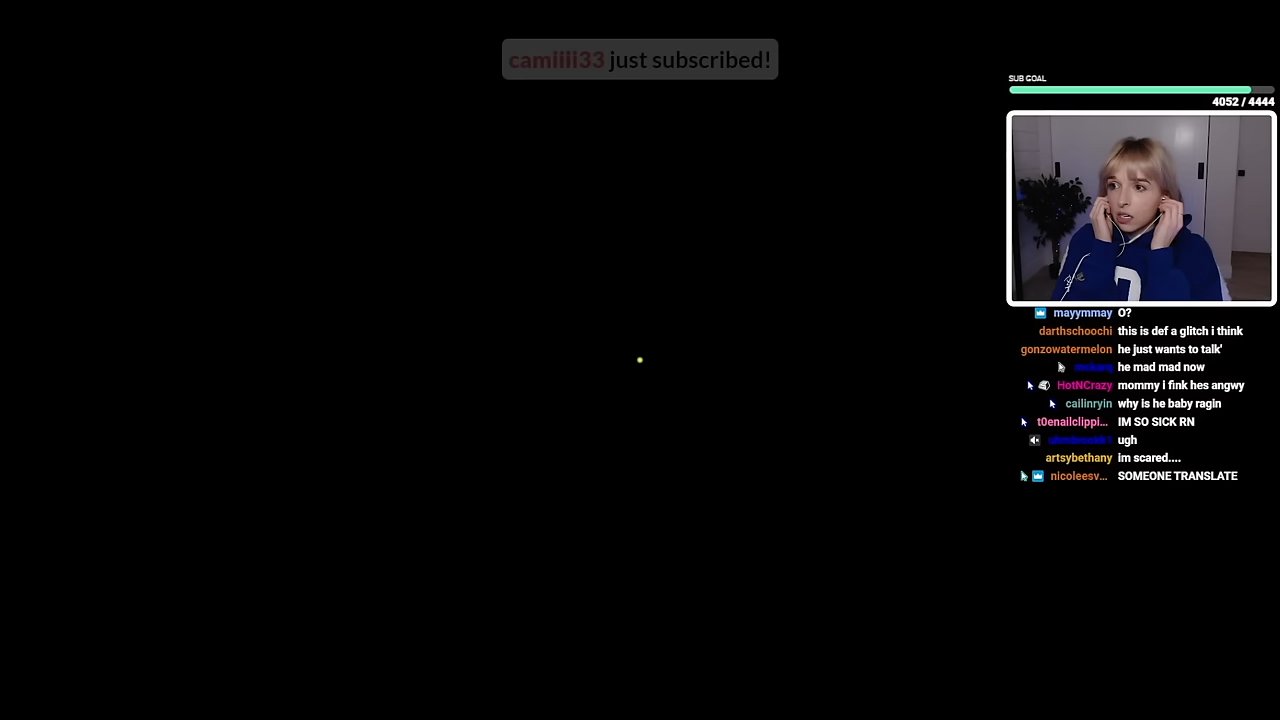 camiiii33 just subscribed!
SUB GOAL
4052 / 4444
mayymmay O?
darthschoochi this is def a glitch i think
gonzowatermelon he just wants to talk'
he mad mad now
HotNCrazy mommy i fink hes angwy
cailinryin why is he baby ragin
t0enailclippi... IM SO SICK RN
ugh
artsybethany im scared....
nicoleesv... SOMEONE TRANSLATE